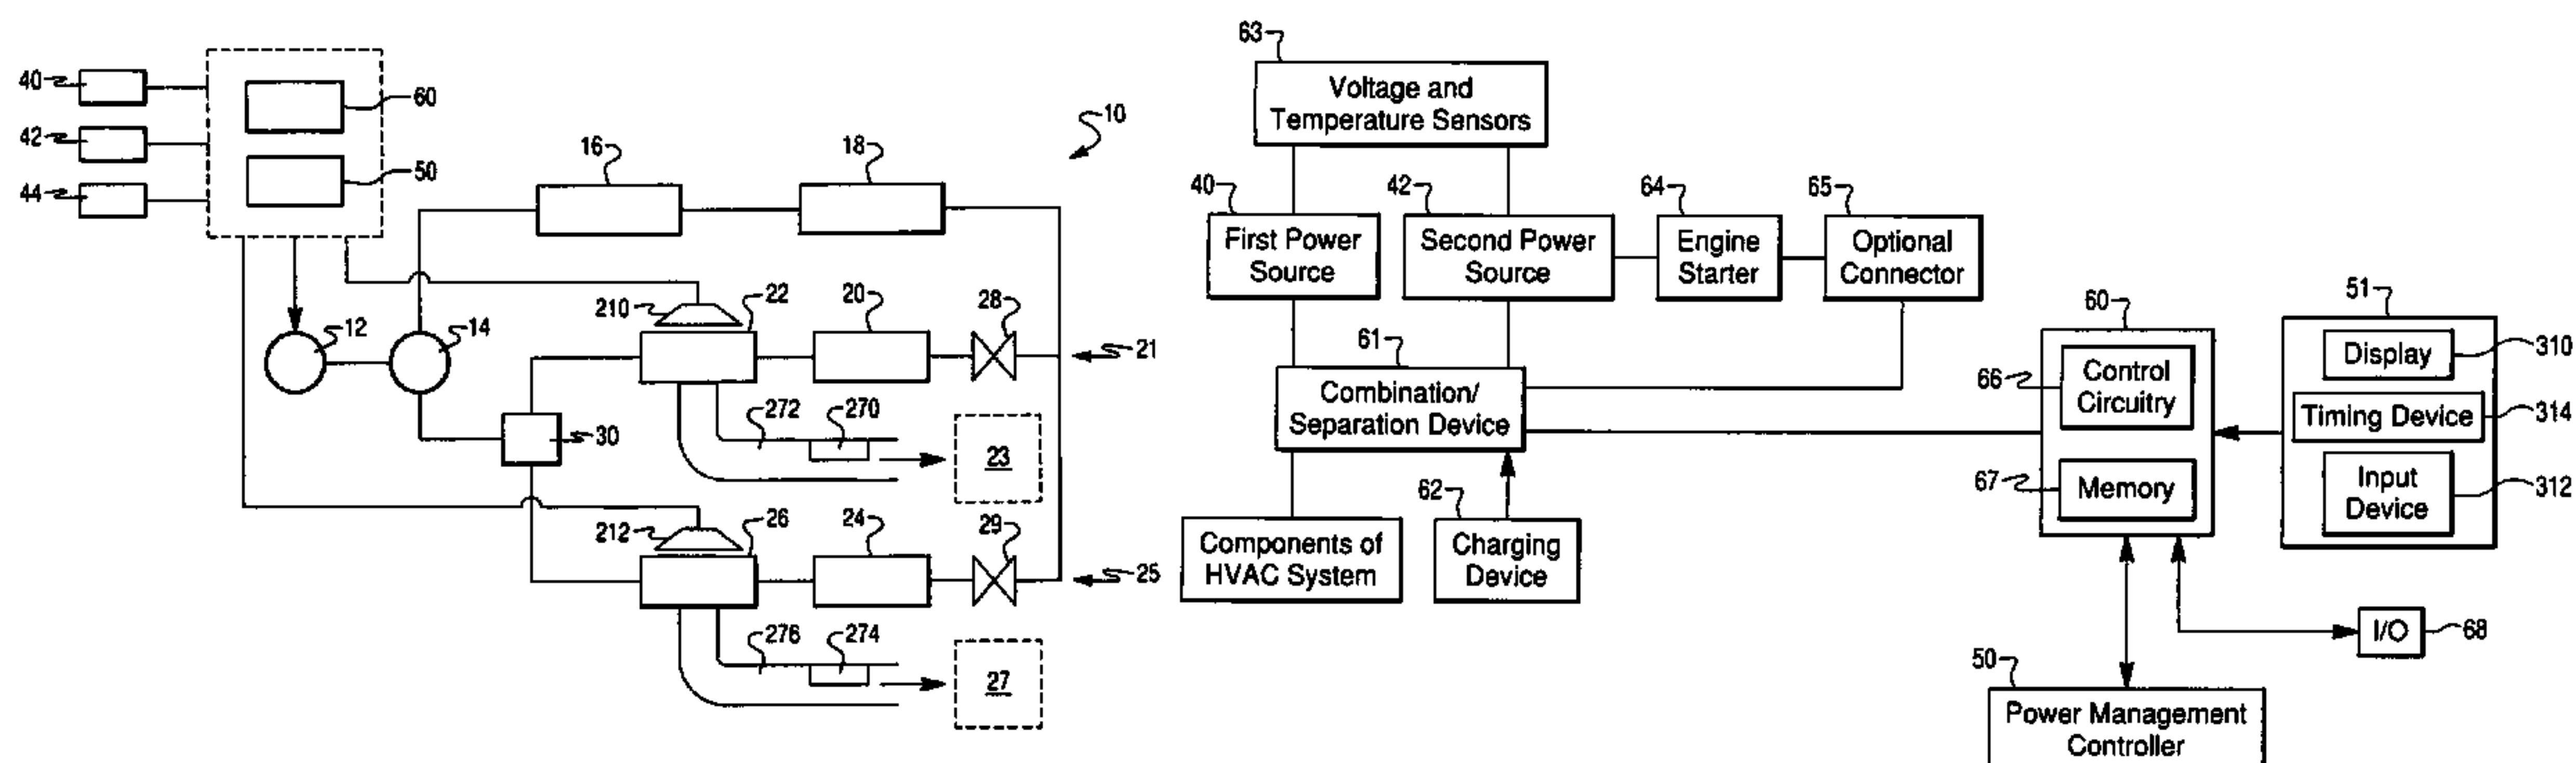 40
42
44
60
50
10
16
18
210
22
20
28
12
14
21
30
272
270
23
212
26
24
29
25
276
274
27
63
Voltage and
Temperature Sensors
40
First Power
Source
42
Second Power
Source
64
Engine
Starter
65
Optional
Connector
61
Combination/
Separation Device
Components of
HVAC System
62
Charging
Device
60
66
Control
Circuitry
67
Memory
51
Display
310
Timing Device
314
Input
Device
312
I/O
68
50
Power Management
Controller